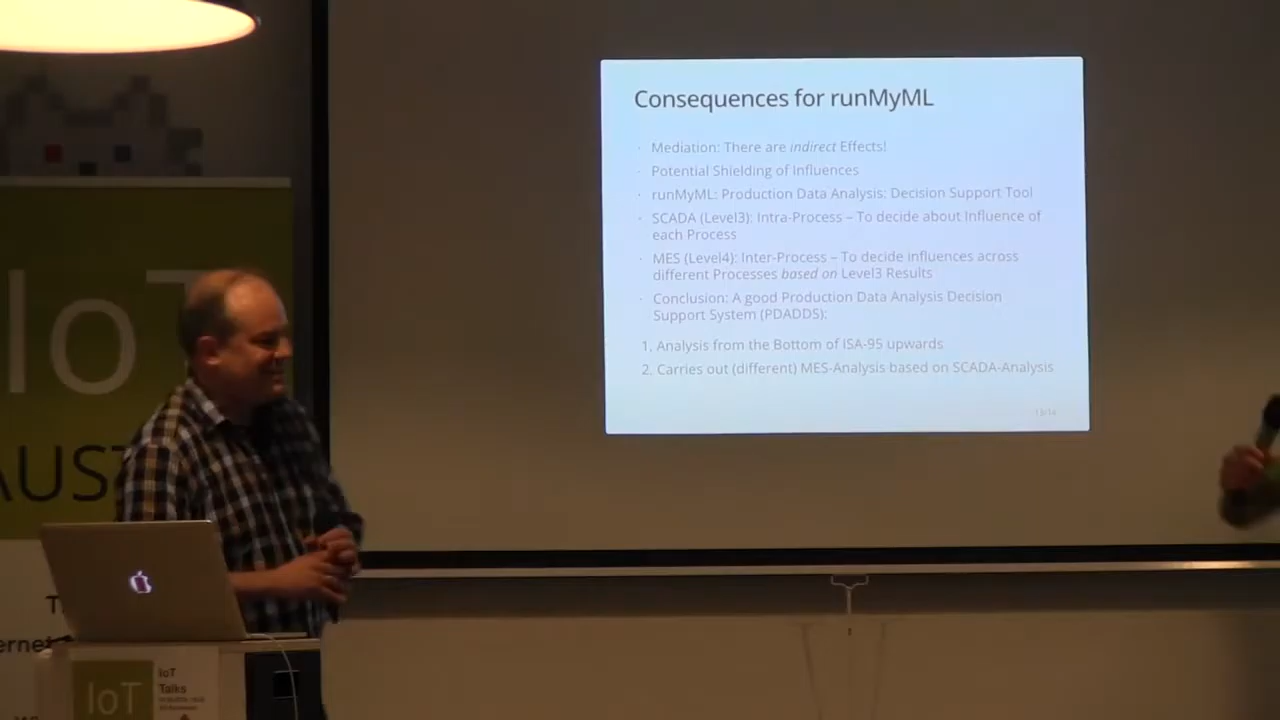 Consequences for runMyML
· Mediation: There are indirect Effects!
· Potential Shielding of Influences
· runMyML: Production Data Analysis: Decision Support Tool
· SCADA (Level3): Intra-Process – To decide about Influence of
each Process
· MES (Level4): Inter-Process – To decide influences across
different Processes based on Level3 Results
· Conclusion: A good Production Data Analysis Decision
Support System (PDADDS):
1. Analysis from the Bottom of ISA-95 upwards
2. Carries out (different) MES-Analysis based on SCADA-Analysis
IoT
AUST
ernet
IoT
IoT
Talks